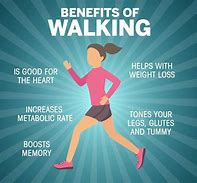 BENEFITS OF
WALKING
IS GOOD FOR
THE HEART
HELPS WITH
WEIGHT LOSS
INCREASES
METABOLIC RATE
TONES YOUR
LEGS, GLUTES
AND TUMMY
BOOSTS
MEMORY